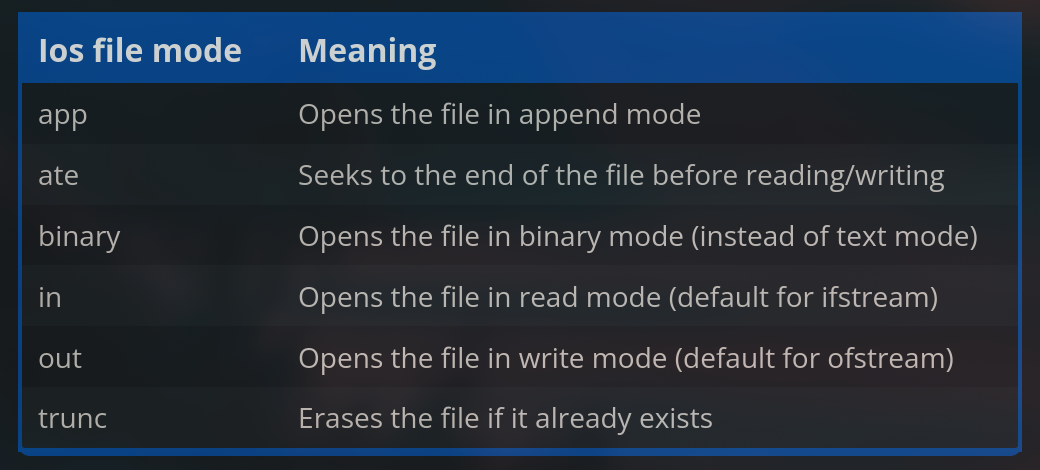 Ios file mode Meaning
app Opens the file in append mode
ate Seeks to the end of the file before reading/writing
binary Opens the file in binary mode (instead of text mode)
in Opens the file in read mode (default for ifstream)
out Opens the file in write mode (default for ofstream)
trunc Erases the file if it already exists